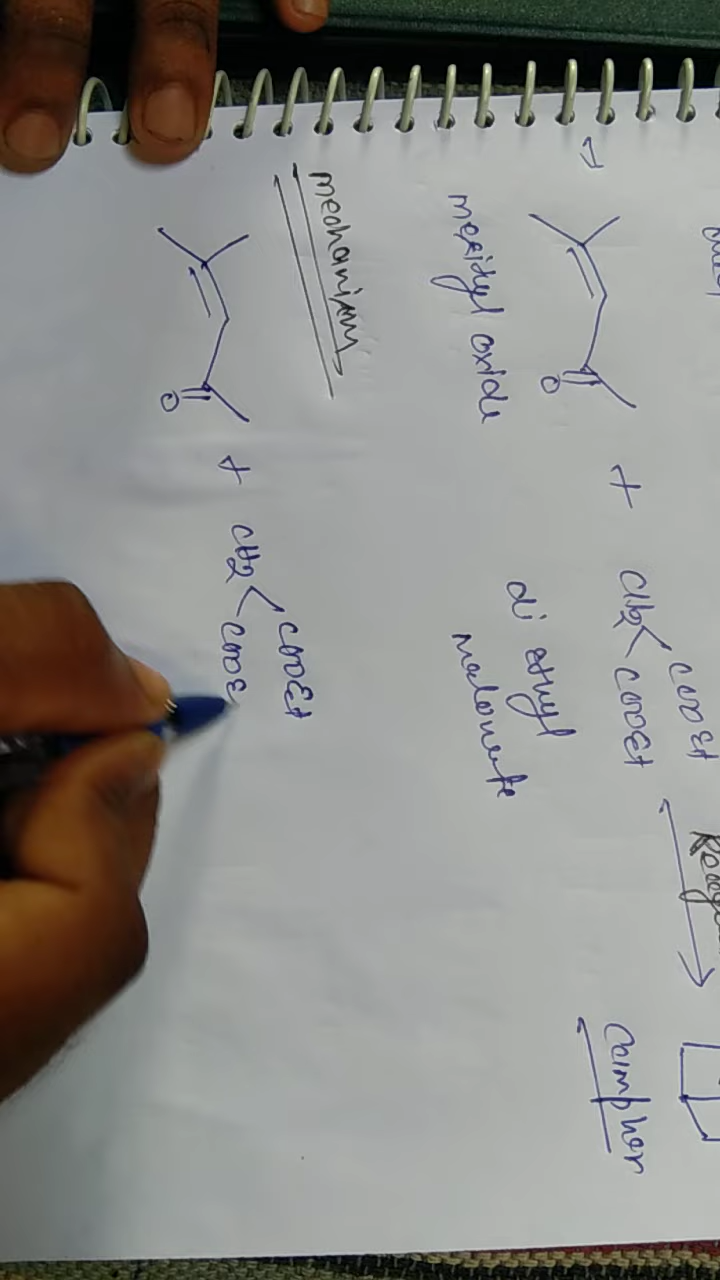 COOEt
CH2
COOEt
O
mesityl oxide
di ethyl
malonate
Camphor
mechanism
COOEt
+ CH2
COOE
O